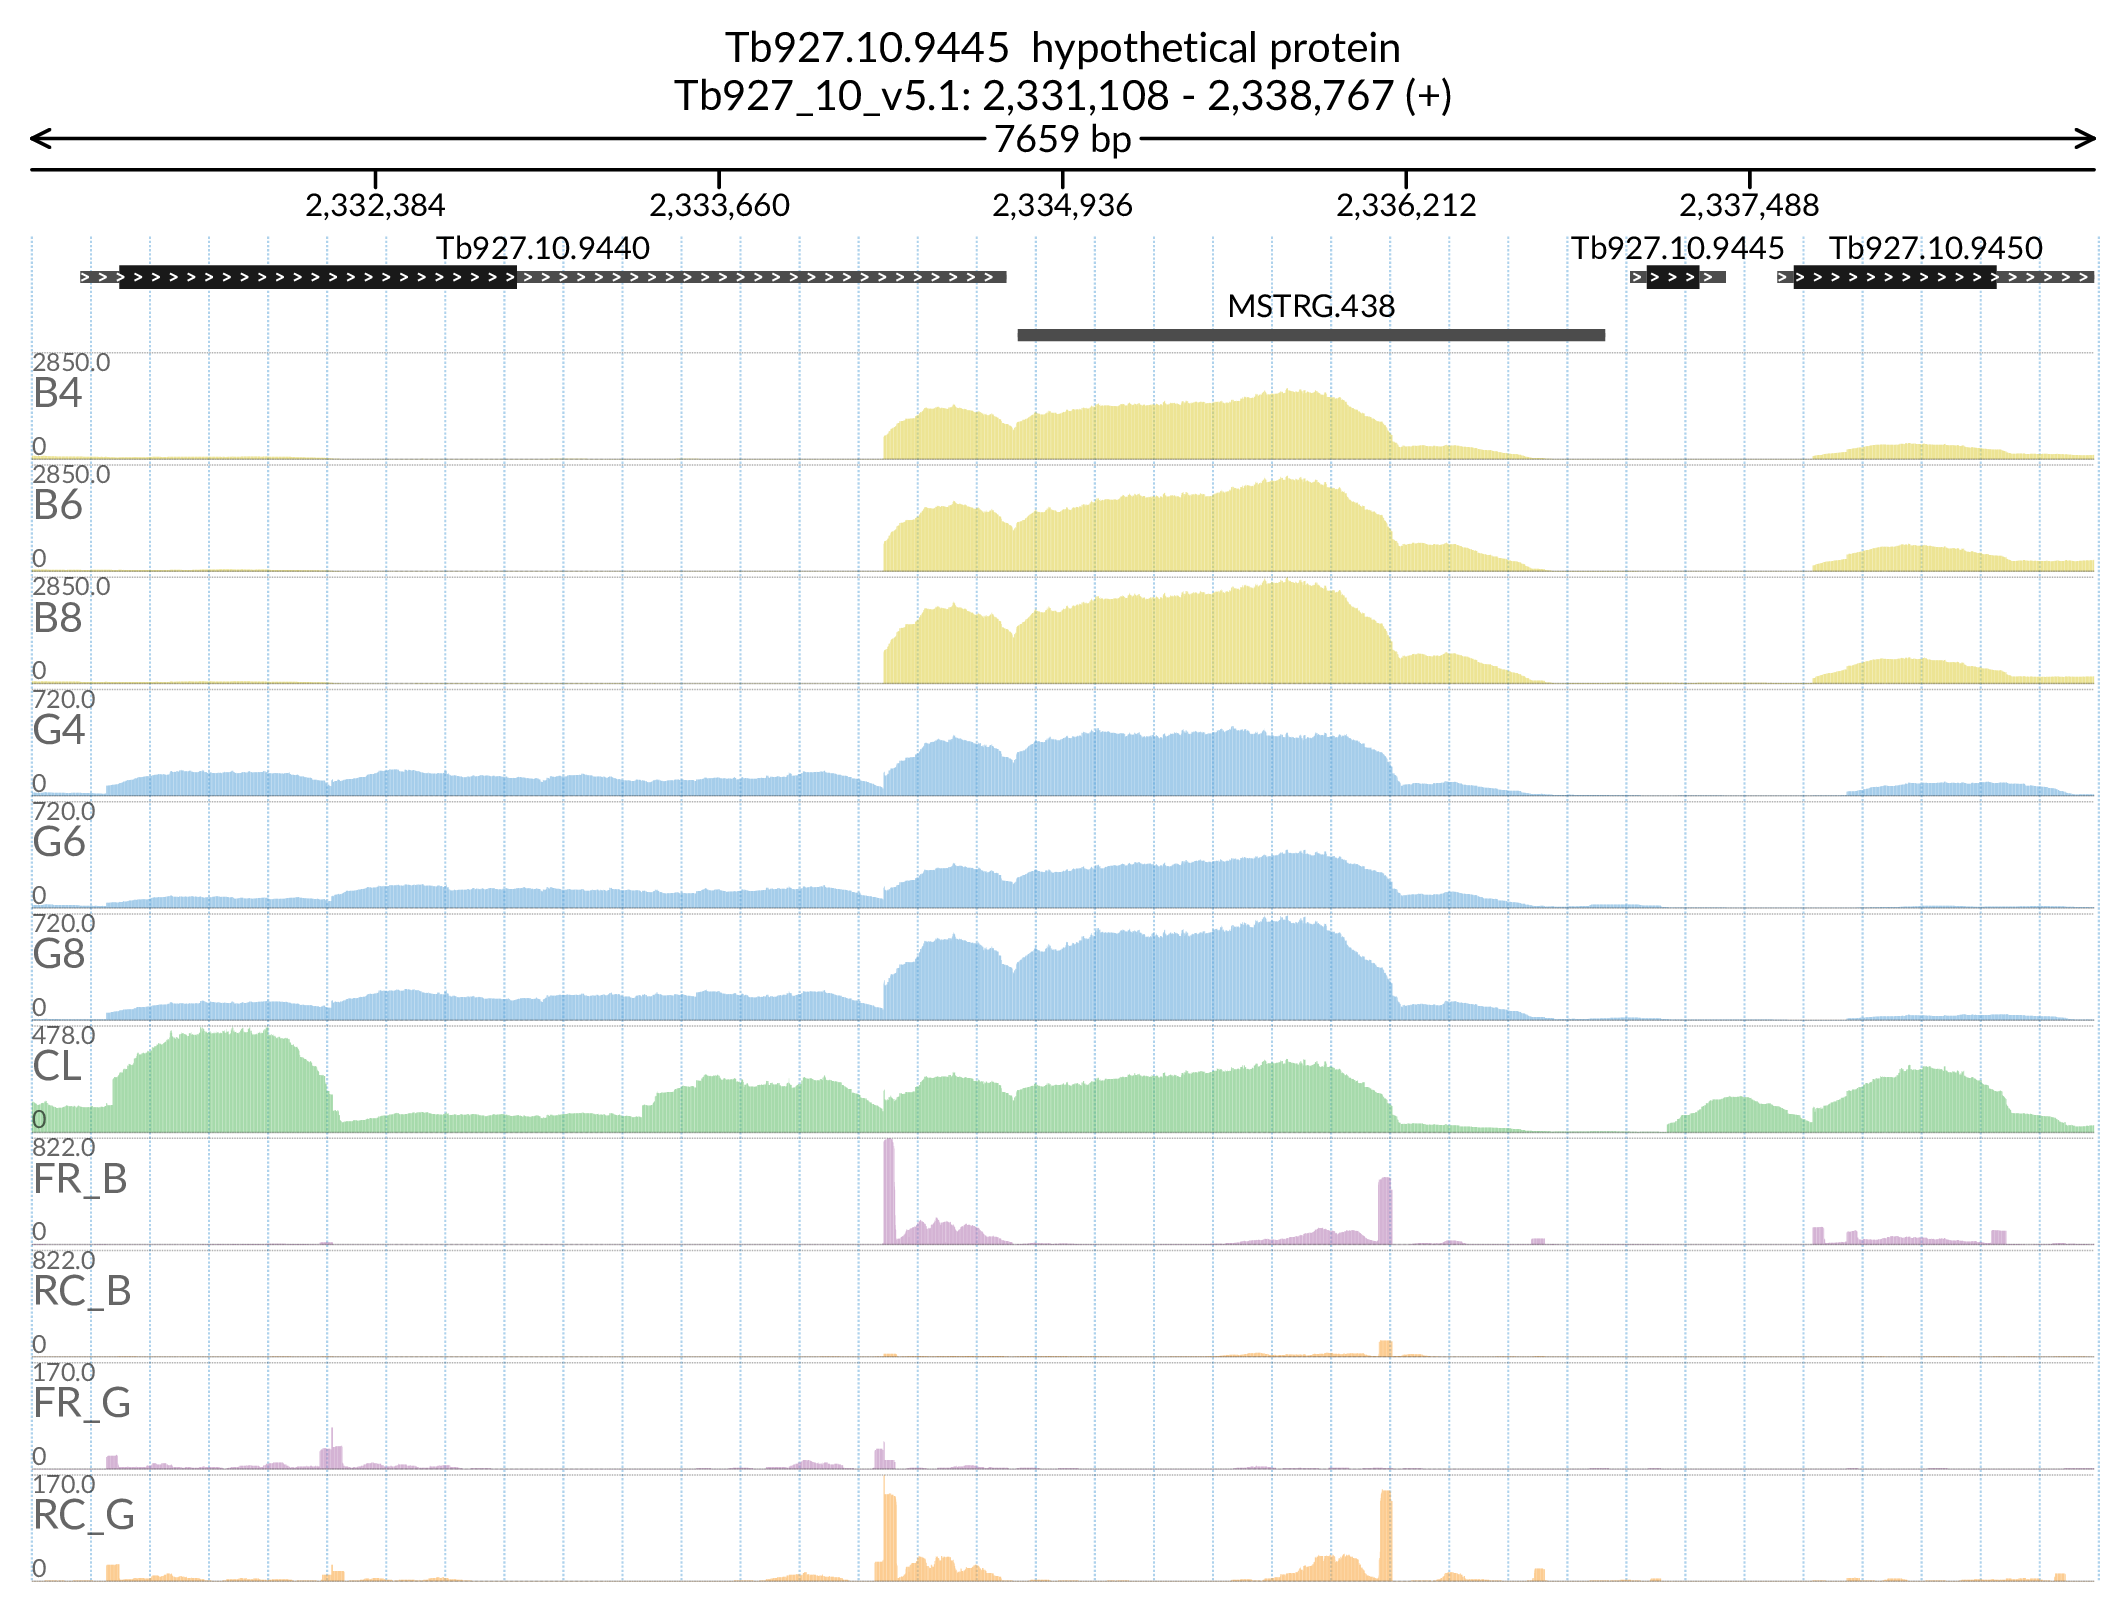 Tb927.10.9445 hypothetical protein
Tb927_10_v5.1: 2,331,108 - 2,338,767 (+)
7659 bp
2,332,384 2,333,660 2,334,936 2,336,212 2,337,488
Tb927.10.9440 Tb927.10.9445 Tb927.10.9450
MSTRG.438
2850.0
B4
0
2850.0
B6
0
2850.0
B8
0
720.0
G4
0
720.0
G6
0
720.0
G8
0
478.0
CL
0
822.0
FR_B
0
822.0
RC_B
0
170.0
FR_G
0
170.0
RC_G
0